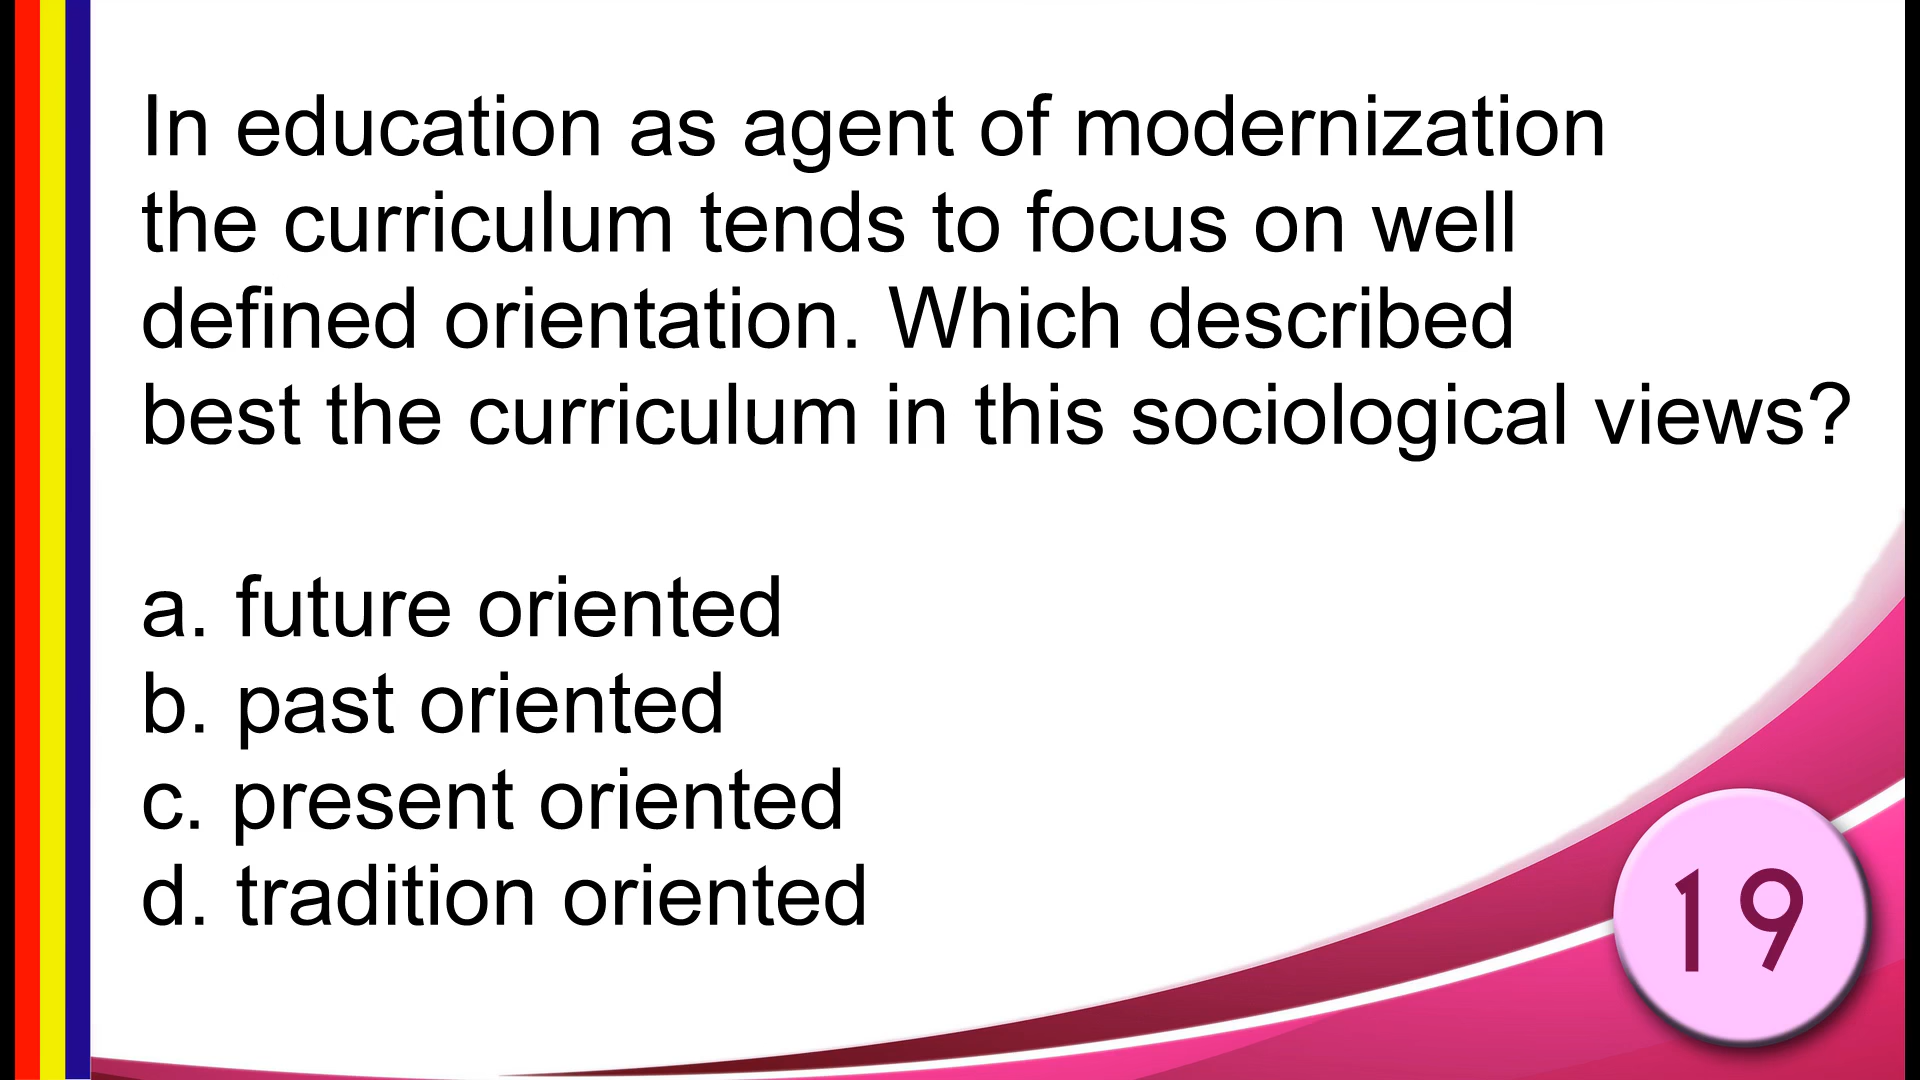 In education as agent of modernization
the curriculum tends to focus on well
defined orientation. Which described
best the curriculum in this sociological views?
a. future oriented
b. past oriented
c. present oriented
d. tradition oriented
19